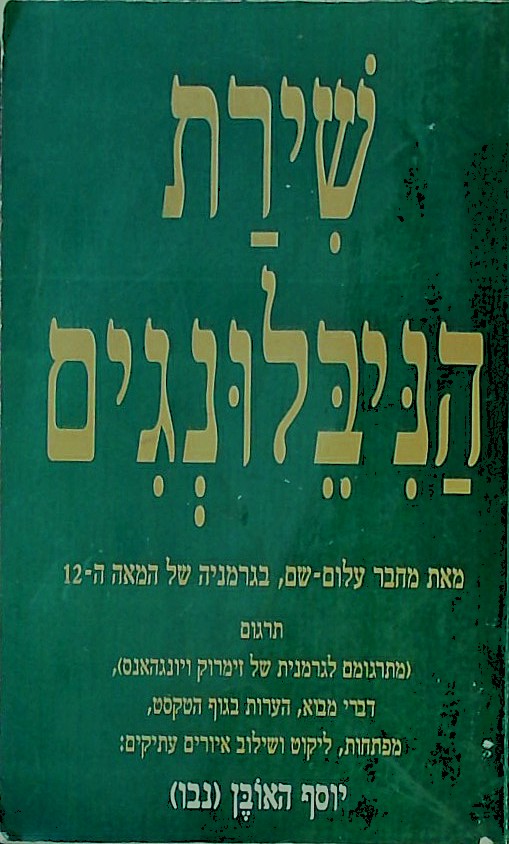 שִׁירַת
הַנִּיבֵּלוּנְגִים
מאת מחבר עלום-שם, בגרמניה של המאה ה-12
תרגום
(מתרגומם לגרמנית של זימרוק ויונגהאנס),
דברי מבוא, הערות בגוף הטקסט,
מפתחות, ליקוט ושילוב איורים עתיקים:
יוסף האוֹבֶּן (נבו)